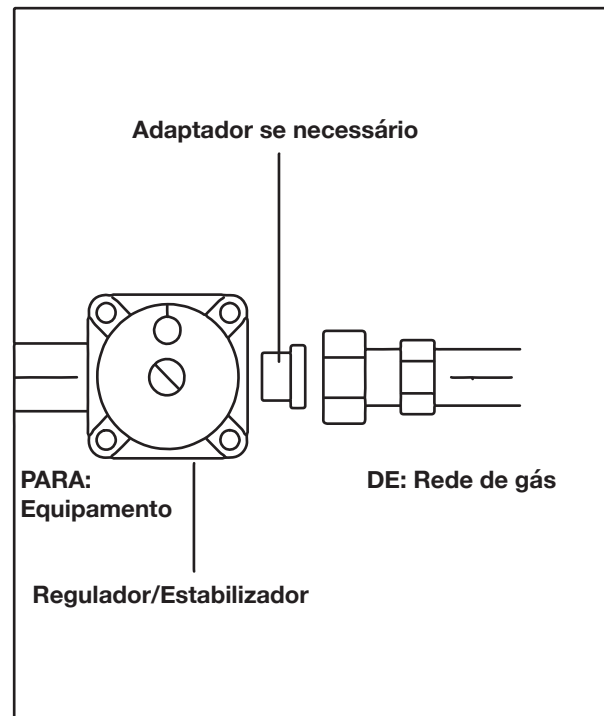 Adaptador se necessário
PARA:
Equipamento
DE: Rede de gás
Regulador/Estabilizador